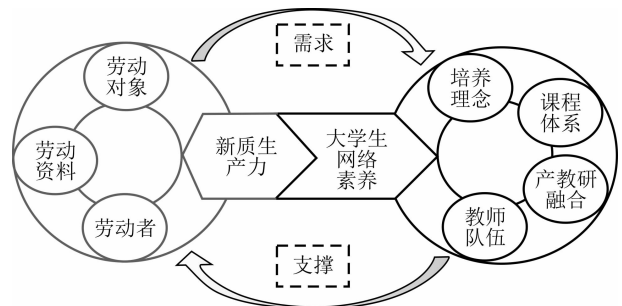 需求
劳动
对象
劳动
资料
劳动者
新质生
产力
大学生
网络
素养
培养
理念
课程
体系
产教研
融合
教师
队伍
支撑